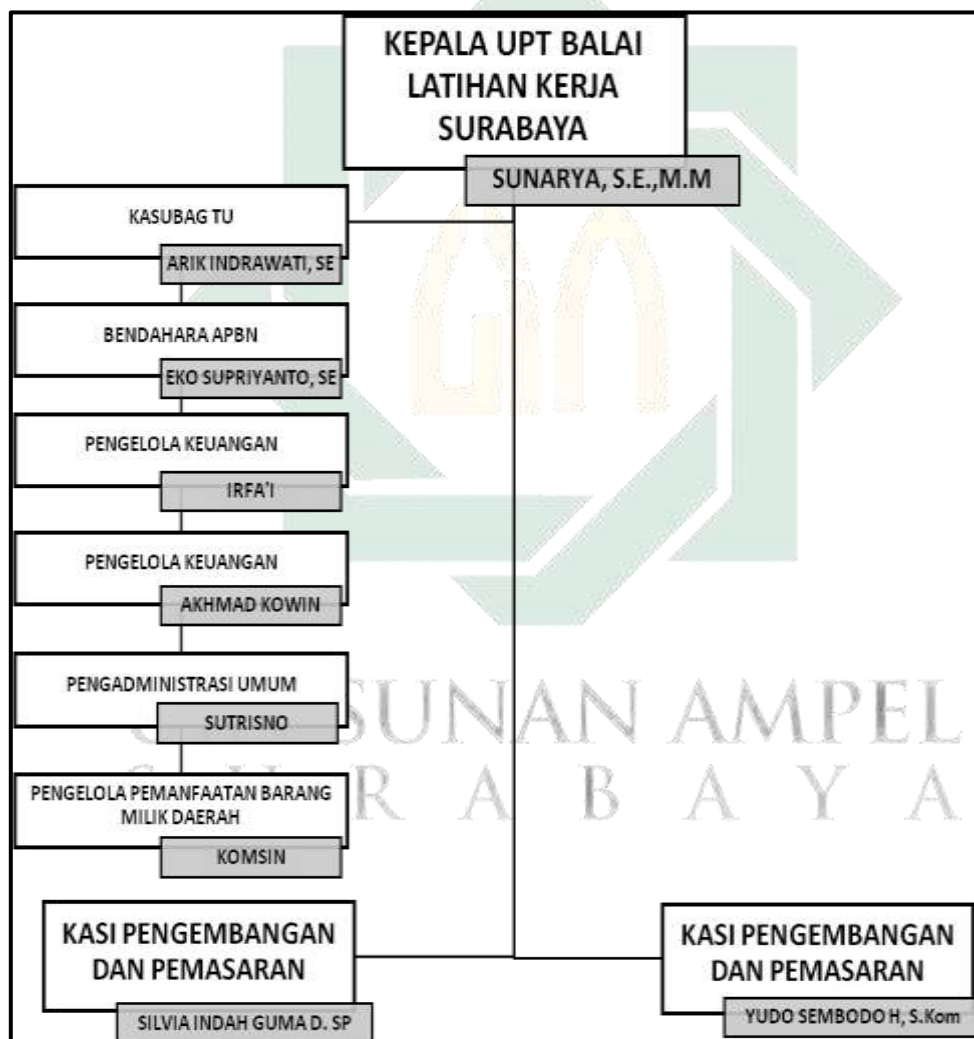 KEPALA UPT BALAI
LATIHAN KERJA
SURABAYA
SUNARYA, S.E.,M.M
KASUBAG TU
ARIK INDRAWATI, SE
BENDAHARA APBN
EKO SUPRIYANTO, SE
PENGELOLA KEUANGAN
IRFA'I
PENGELOLA KEUANGAN
AKHMAD KOWIN
PENGADMINISTRASI UMUM
SUTRISNO
SUNAN AMPEL
PENGELOLA PEMANFAATAN BARANG
MILIK DAERAH
KOMSIN
S U R A B A Y A
KASI PENGEMBANGAN
DAN PEMASARAN
SILVIA INDAH GUMA D. SP
KASI PENGEMBANGAN
DAN PEMASARAN
YUDO SEMBODO H, S.Kom